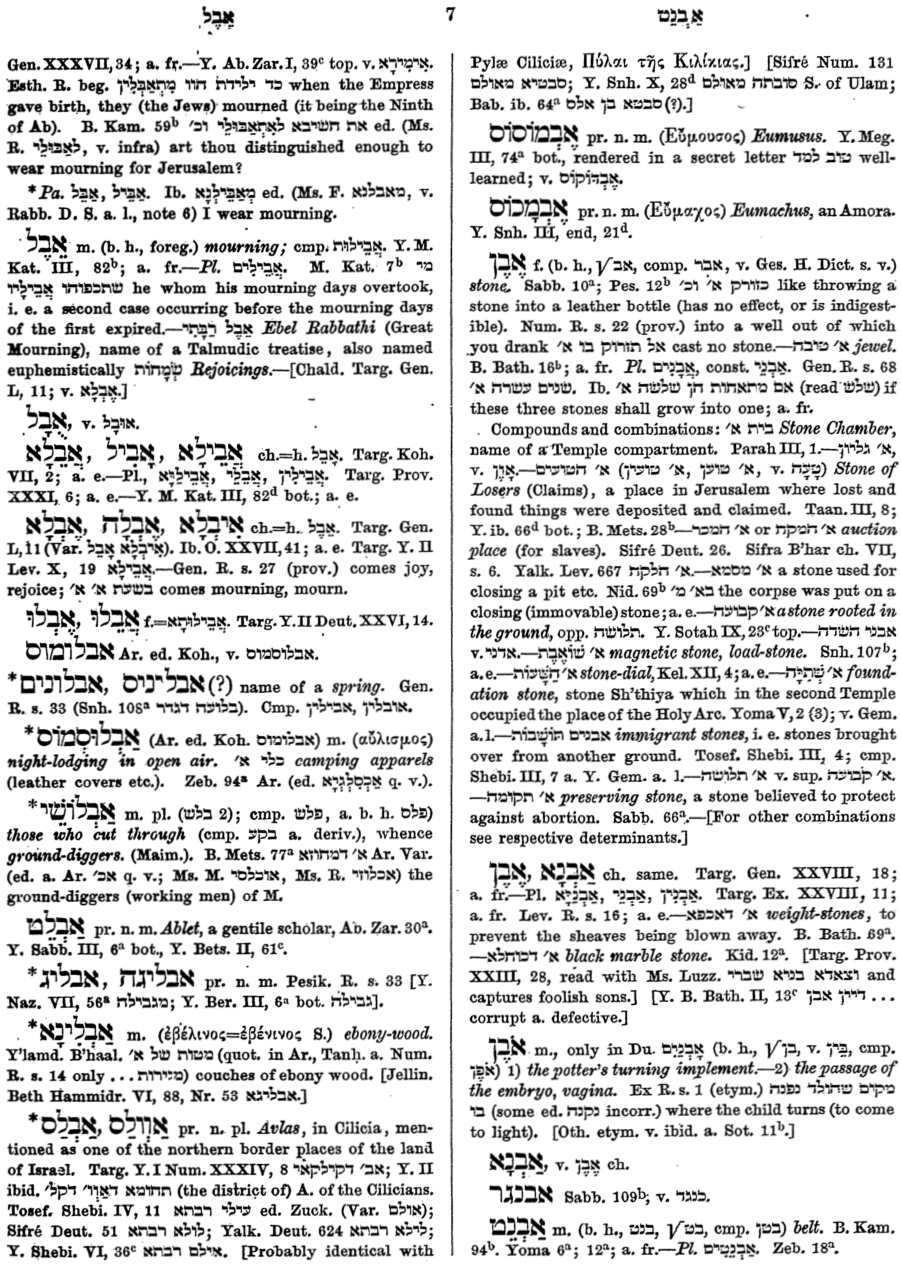 אֲבֵל 7 אַבְנֵט
Gen. XXXVII, 34; a. fr.—Y. Ab. Zar. I, 39ᶜ top. v. אִימִירָא.
Esth. R. beg. כד ילידת הוו מִתְאַבְּלִין when the Empress
gave birth, they (the Jews) mourned (it being the Ninth
of Ab). B. Kam. 59ᵇ את חשיבא לְאִתְאַבּוּלֵי וכ׳ ed. (Ms.
R. לְאַבּוּלֵי, v. infra) art thou distinguished enough to
wear mourning for Jerusalem?
*Pa. אַבֵּל, אַבֵּיל. Ib. מְאַבֵּילְנָא ed. (Ms. F. מאבלנא, v.
Rabb. D. S. a. l., note 6) I wear mourning.
אֵבֶל m. (b. h., foreg.) mourning; cmp. אֲבֵילוּת. Y. M.
Kat. III, 82ᵇ; a. fr.—Pl. אֲבֵילִים. M. Kat. 7ᵇ מי
שתכפוהו אֲבֵילָיו he whom his mourning days overtook,
i. e. a second case occurring before the mourning days
of the first expired.—אֵבֶל רַבָּתִי Ebel Rabbathi (Great
Mourning), name of a Talmudic treatise, also named
euphemistically שְׂמָחוֹת Rejoicings.—[Chald. Targ. Gen.
L, 11; v. אֶבְלָא.]
אֻבָל, v. אוּבָל.
אֲבֵילָא, אָבֵיל, אֲבֵלָא ch.=h. אָבֵל. Targ. Koh.
VII, 2; a. e.—Pl., אֲבֵילִין, אֲבֵלֵי, אֲבֵילַיָּא. Targ. Prov.
XXXI, 6; a. e.—Y. M. Kat. III, 82ᵈ bot.; a. e.
אִיבְלָא, אֶבְלָה, אֶבְלָא ch.=h. אֵבֶל. Targ. Gen.
L, 11 (Var. אֵבֶל, אִיבְלָא). Ib. O. XXVII, 41; a. e. Targ. Y. II
Lev. X, 19 אֲבֵילָא.—Gen. R. s. 27 (prov.) comes joy,
rejoice; בשעת א׳ א׳ comes mourning, mourn.
אֲבֵלוּ, אֶבְלוּ f.=אֲבֵילוּתָא. Targ. Y. II Deut. XXVI, 14.
אבלומוס Ar. ed. Koh., v. אבלוסמוס.
*אבליניס, אבלונים (?) name of a spring. Gen.
R. s. 33 (Snh. 108ᵃ בלועה דגדר). Cmp. אובלין, אבילין.
*אַבְלוּסְמוֹס (Ar. ed. Koh. אבלומוס) m. (αὔλισμος)
night-lodging in open air. כלי א׳ camping apparels
(leather covers etc.). Zeb. 94ᵃ Ar. (ed. אַכְסַלְגְּיָא q. v.).
*אַבְלוּשֵׁי m. pl. (בלש 2); cmp. פלש, a. b. h. פלס)
those who cut through (cmp. בקע a. deriv.), whence
ground-diggers. (Maim.). B. Mets. 77ᵃ א׳ דמחוזא Ar. Var.
(ed. a. Ar. אכ׳ q. v.; Ms. M. אוכלסי, Ms. R. אכלוזי) the
ground-diggers (working men) of M.
אַבְלֵט pr. n. m. Ablet, a gentile scholar, Ab. Zar. 30ᵃ.
Y. Sabb. III, 6ᵃ bot., Y. Bets. II, 61ᶜ.
*אבליגה, אבליג pr. n. m. Pesik. R. s. 33 [Y.
Naz. VII, 56ᵃ מגבילה; Y. Ber. III, 6ᵃ bot. גבילה].
*אַבְלִינָא m. (ἐβέλινος=ἐβένινος S.) ebony-wood.
Y'lamd. B'haal. מטות של א׳ (quot. in Ar., Tanḥ. a. Num.
R. s. 14 only ... מנירות) couches of ebony wood. [Jellin.
Beth Hammidr. VI, 88, Nr. 53 אבליגא.]
*אַוְולַס, אַבְלַס pr. n. pl. Avlas, in Cilicia, men-
tioned as one of the northern border places of the land
of Israel. Targ. Y. I Num. XXXIV, 8 אב׳ דקילקאי; Y. II
ibid. תחומא דאַוְו׳ דקל׳ (the district of) A. of the Cilicians.
Tosef. Shebi. IV, 11 עילי רבתא ed. Zuck. (Var. אולם);
Sifré Deut. 51 לולא רבתא; Yalk. Deut. 624 לילא רבתא;
Y. Shebi. VI, 36ᶜ אילם רבתא. [Probably identical with
Pylæ Ciliciæ, Πύλαι τῆς Κιλίκιας.] [Sifré Num. 131
סבטיא מאולם; Y. Snh. X, 28ᵈ סובתה מאולם S. of Ulam;
Bab. ib. 64ᵃ סבטא בן אלס (?).]
אֶבְמוֹסוֹס pr. n. m. (Εὔμουσος) Eumusus. Y. Meg.
III, 74ᵃ bot., rendered in a secret letter טוב למד well-
learned; v. אֶבְדּוֹקוֹס.
אֶבְמָכוֹס pr. n. m. (Εὔμαχος) Eumachus, an Amora.
Y. Snh. III, end, 21ᵈ.
אֶבֶן f. (b. h., √אב, comp. אבר, v. Ges. H. Dict. s. v.)
stone. Sabb. 10ᵃ; Pes. 12ᵇ כזורק א׳ וכ׳ like throwing a
stone into a leather bottle (has no effect, or is indigest-
ible). Num. R. s. 22 (prov.) into a well out of which
you drank אל תזרוק בו א׳ cast no stone.—א׳ טובה jewel.
B. Bath. 16ᵇ; a. fr. Pl. אֲבָנִים, const. אַבְנֵי. Gen. R. s. 68
שנים עשרה א׳. Ib. אם מתאחות הן שלשה א׳ (read שלש) if
these three stones shall grow into one; a. fr.
Compounds and combinations: בית א׳ Stone Chamber,
name of a Temple compartment. Parah III, 1.—א׳ גליון,
v. אָוֶן.—א׳ הטועים (א׳ טוען, א׳ טועין, v. טָעָה) Stone of
Losers (Claims), a place in Jerusalem where lost and
found things were deposited and claimed. Taan. III, 8;
Y. ib. 66ᵈ bot.; B. Mets. 28ᵇ—א׳ המכר or א׳ המקח auction
place (for slaves). Sifré Deut. 26. Sifra B'har ch. VII,
s. 6. Yalk. Lev. 667 א׳ הלקח.—א׳ מסמא a stone used for
closing a pit etc. Nid. 69ᵇ בא׳ מ׳ the corpse was put on a
closing (immovable) stone; a. e.—א׳ קבועה a stone rooted in
the ground, opp. תלושה. Y. Sotah IX, 23ᶜ top.—אבני השדה
v. אדני.—א׳ שׁוֹאֶבֶת magnetic stone, load-stone. Snh. 107ᵇ;
a. e.—א׳ הַשָּׁעוֹת stone-dial, Kel. XII, 4; a. e.—א׳ שְׁתִיָּה found-
ation stone, stone Sh'thiya which in the second Temple
occupied the place of the Holy Arc. Yoma V, 2 (3); v. Gem.
a. l.—אבנים תּוֹשָׁבוֹת immigrant stones, i. e. stones brought
over from another ground. Tosef. Shebi. III, 4; cmp.
Shebi. III, 7 a. Y. Gem. a. l.—א׳ תלושה v. sup. א׳ קבועה.
—א׳ תקומה preserving stone, a stone believed to protect
against abortion. Sabb. 66ᵃ.—[For other combinations
see respective determinants.]
אַבְנָא, אֶבֶן ch. same. Targ. Gen. XXVIII, 18;
a. fr.—Pl. אַבְנִין, אַבְנֵי, אַבְנַיָּא. Targ. Ex. XXVIII, 11;
a. fr. Lev. R. s. 16; a. e.—א׳ דאכפא weight-stones, to
prevent the sheaves being blown away. B. Bath. 69ᵃ.
—א׳ דכוחלא black marble stone. Kid. 12ᵃ. [Targ. Prov.
XXIII, 28, read with Ms. Luzz. וצאדא בניא שברי and
captures foolish sons.] [Y. B. Bath. II, 13ᶜ דייין אבן ...
corrupt a. defective.]
אֹבֶן m., only in Du. אָבְנַיִם (b. h., √בן, v. בֵּין, cmp.
אֹפֶן) 1) the potter's turning implement.—2) the passage of
the embryo, vagina. Ex R. s. 1 (etym.) מקום שהולד נפנה
בו (some ed. נקנה incorr.) where the child turns (to come
to light). [Oth. etym. v. ibid. a. Sot. 11ᵇ.]
אַבְנָא, v. אֶבֶן ch.
אבנגר Sabb. 109ᵇ; v. נגד.
אַבְנֵט m. (b. h., בנט, √בט, cmp. בטן) belt. B. Kam.
94ᵇ. Yoma 6ᵃ; 12ᵃ; a. fr.—Pl. אַבְנֵטִים. Zeb. 18ᵃ.